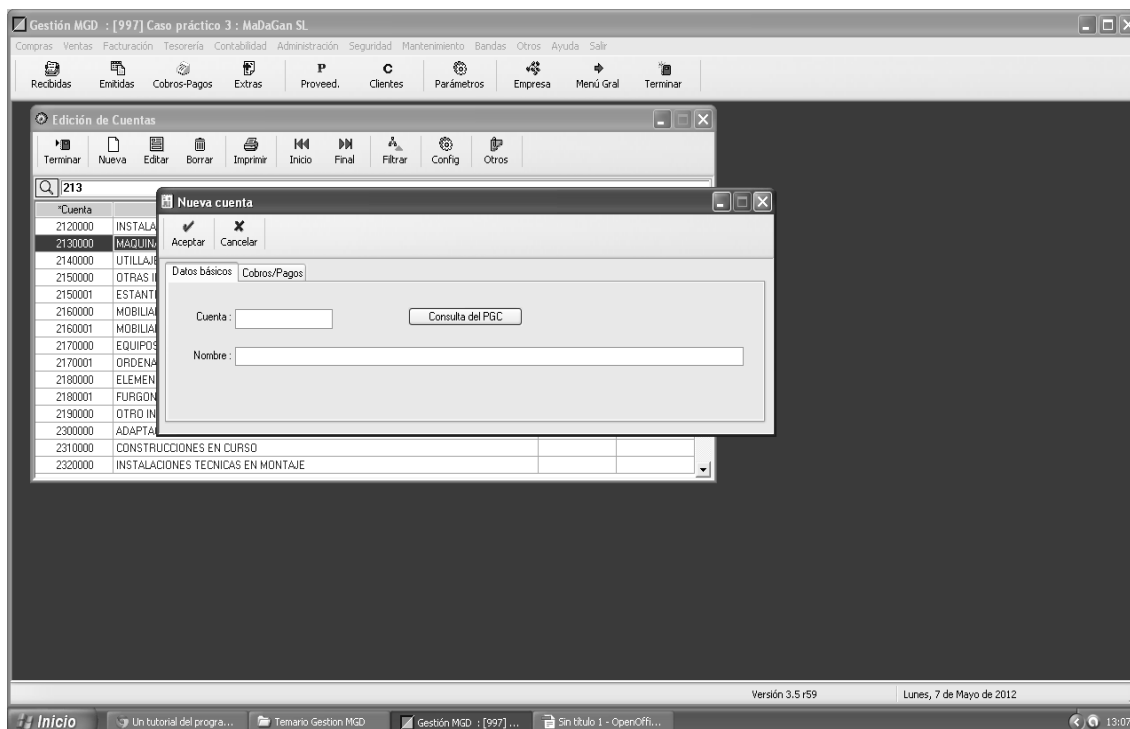 Gestión MGD : [997] Caso práctico 3 : MaDaGan SL
Compras Ventas Facturación Tesorería Contabilidad Administración Seguridad Mantenimiento Bandas Otros Ayuda Salir
P C
Recibidas Emitidas Cobros-Pagos Extras Proveed. Clientes Parámetros Empresa Menú Gral Terminar
Edición de Cuentas
Terminar Nueva Editar Borrar Imprimir Inicio Final Filtrar Config Otros
213
*Cuenta
2120000 INSTALA
2130000 MAQUIN
2140000 UTILLAJE
2150000 OTRAS I
2150001 ESTANT
2160000 MOBILIA
2160001 MOBILIA
2170000 EQUIPOS
2170001 ORDENA
2180000 ELEMEN
2180001 FURGON
2190000 OTRO IN
2300000 ADAPTA
2310000 CONSTRUCCIONES EN CURSO
2320000 INSTALACIONES TECNICAS EN MONTAJE
Nueva cuenta
Aceptar Cancelar
Datos básicos Cobros/Pagos
Cuenta : Consulta del PGC
Nombre :
Versión 3.5 r59 Lunes, 7 de Mayo de 2012
Inicio Un tutorial del progra... Temario Gestion MGD Gestión MGD : [997] ... Sin título 1 - OpenOffi... 13:07